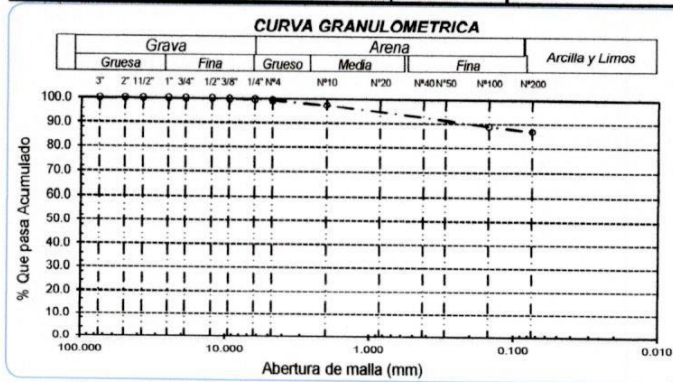 CURVA GRANULOMETRICA
Grava Arena Arcilla y Limos
Gruesa Fina Grueso Media Fina
3" 2" 11/2" 1" 3/4" 1/2" 3/8" 1/4" Nº4 Nº10 Nº20 Nº40 Nº50 Nº100 Nº200
% Que pasa Acumulado
100.0
90.0
80.0
70.0
60.0
50.0
40.0
30.0
20.0
10.0
0.0
100.000 10.000 1.000 0.100 0.010
Abertura de malla (mm)